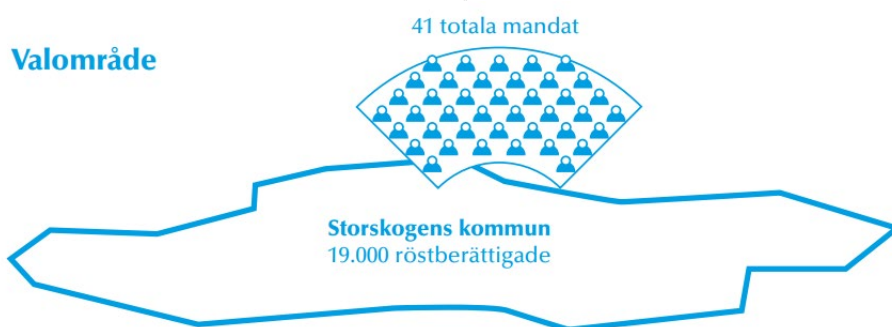 41 totala mandat
Valområde
Storskogens kommun
19.000 röstberättigade